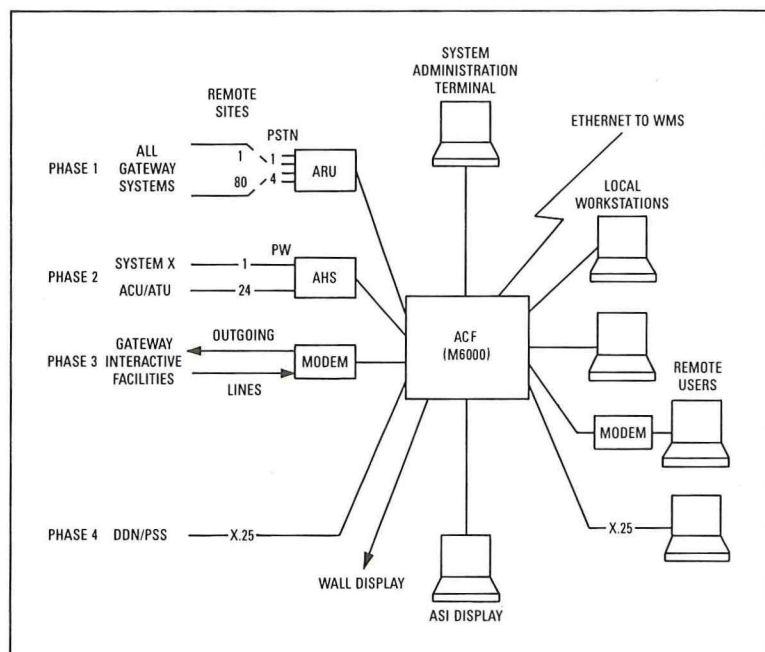 SYSTEM
ADMINISTRATION
TERMINAL
REMOTE
SITES
ETHERNET TO WMS
PSTN
PHASE 1
ALL
GATEWAY
SYSTEMS
1
1
80
4
ARU
LOCAL
WORKSTATIONS
PHASE 2
SYSTEM X
1
PW
ACU/ATU
24
AHS
ACF
(M6000)
PHASE 3
GATEWAY
INTERACTIVE
FACILITIES
OUTGOING
LINES
MODEM
REMOTE
USERS
MODEM
PHASE 4
DDN/PSS
X.25
X.25
WALL DISPLAY
ASI DISPLAY